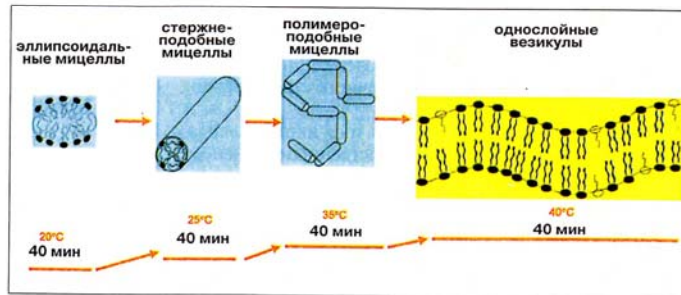 эллипсоидаль-
ные мицеллы
стержне-
подобные
мицеллы
полимеро-
подобные
мицеллы
однослойные
везикулы
20°C
40 мин
25°C
40 мин
35°C
40 мин
40°C
40 мин